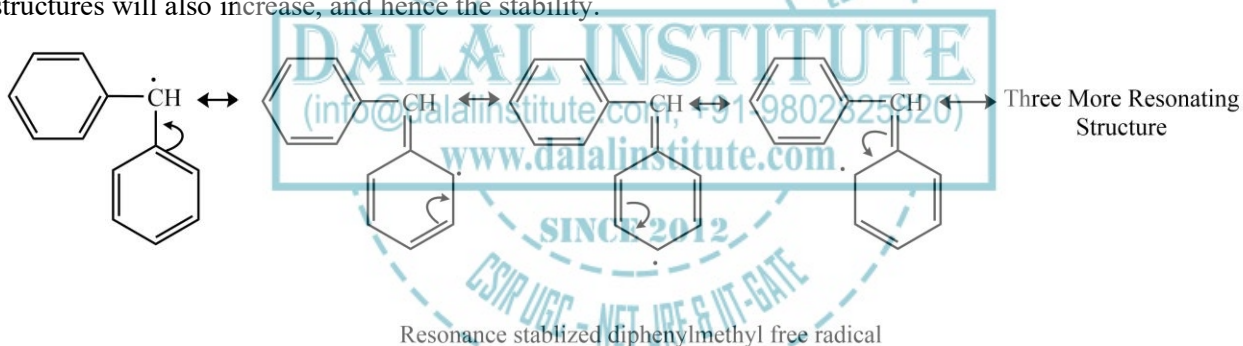 structures will also increase, and hence the stability.
DALAL INSTITUTE
(info@dalalinstitute.com, +91-9802825820)
www.dalalinstitute.com
CH
CH
CH
CH
Three More Resonating
Structure
SINCE 2012
CSIR UGC - NET JRF & IIT-GATE
Resonance stablized diphenylmethyl free radical